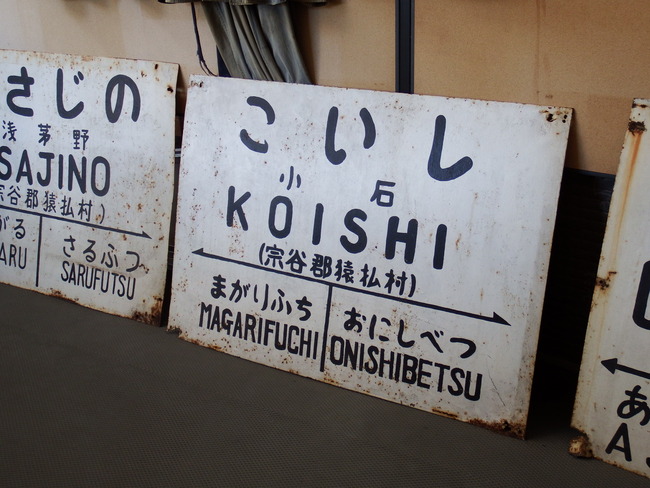 さじの
浅茅野
SAJINO
宗谷郡猿払村)
がる さるふつ
ARU SARUFUTSU
こいし
小石
KOISHI
(宗谷郡猿払村)
まがりふち おにしべつ
MAGARIFUCHI ONISHIBETSU
あ
A